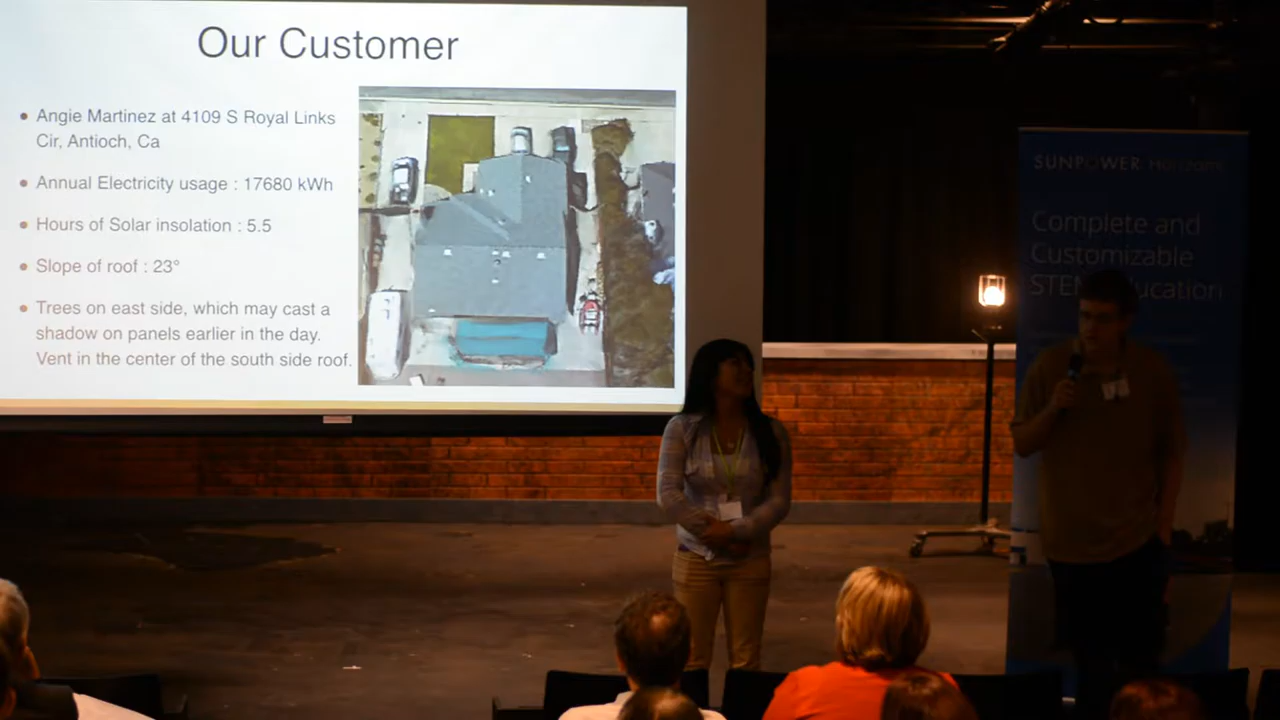 Our Customer
• Angie Martinez at 4109 S Royal Links
Cir, Antioch, Ca
• Annual Electricity usage : 17680 kWh
• Hours of Solar insolation : 5.5
• Slope of roof : 23°
• Trees on east side, which may cast a
shadow on panels earlier in the day.
Vent in the center of the south side roof.
SUNPOWER Horizons
Complete and
Customizable